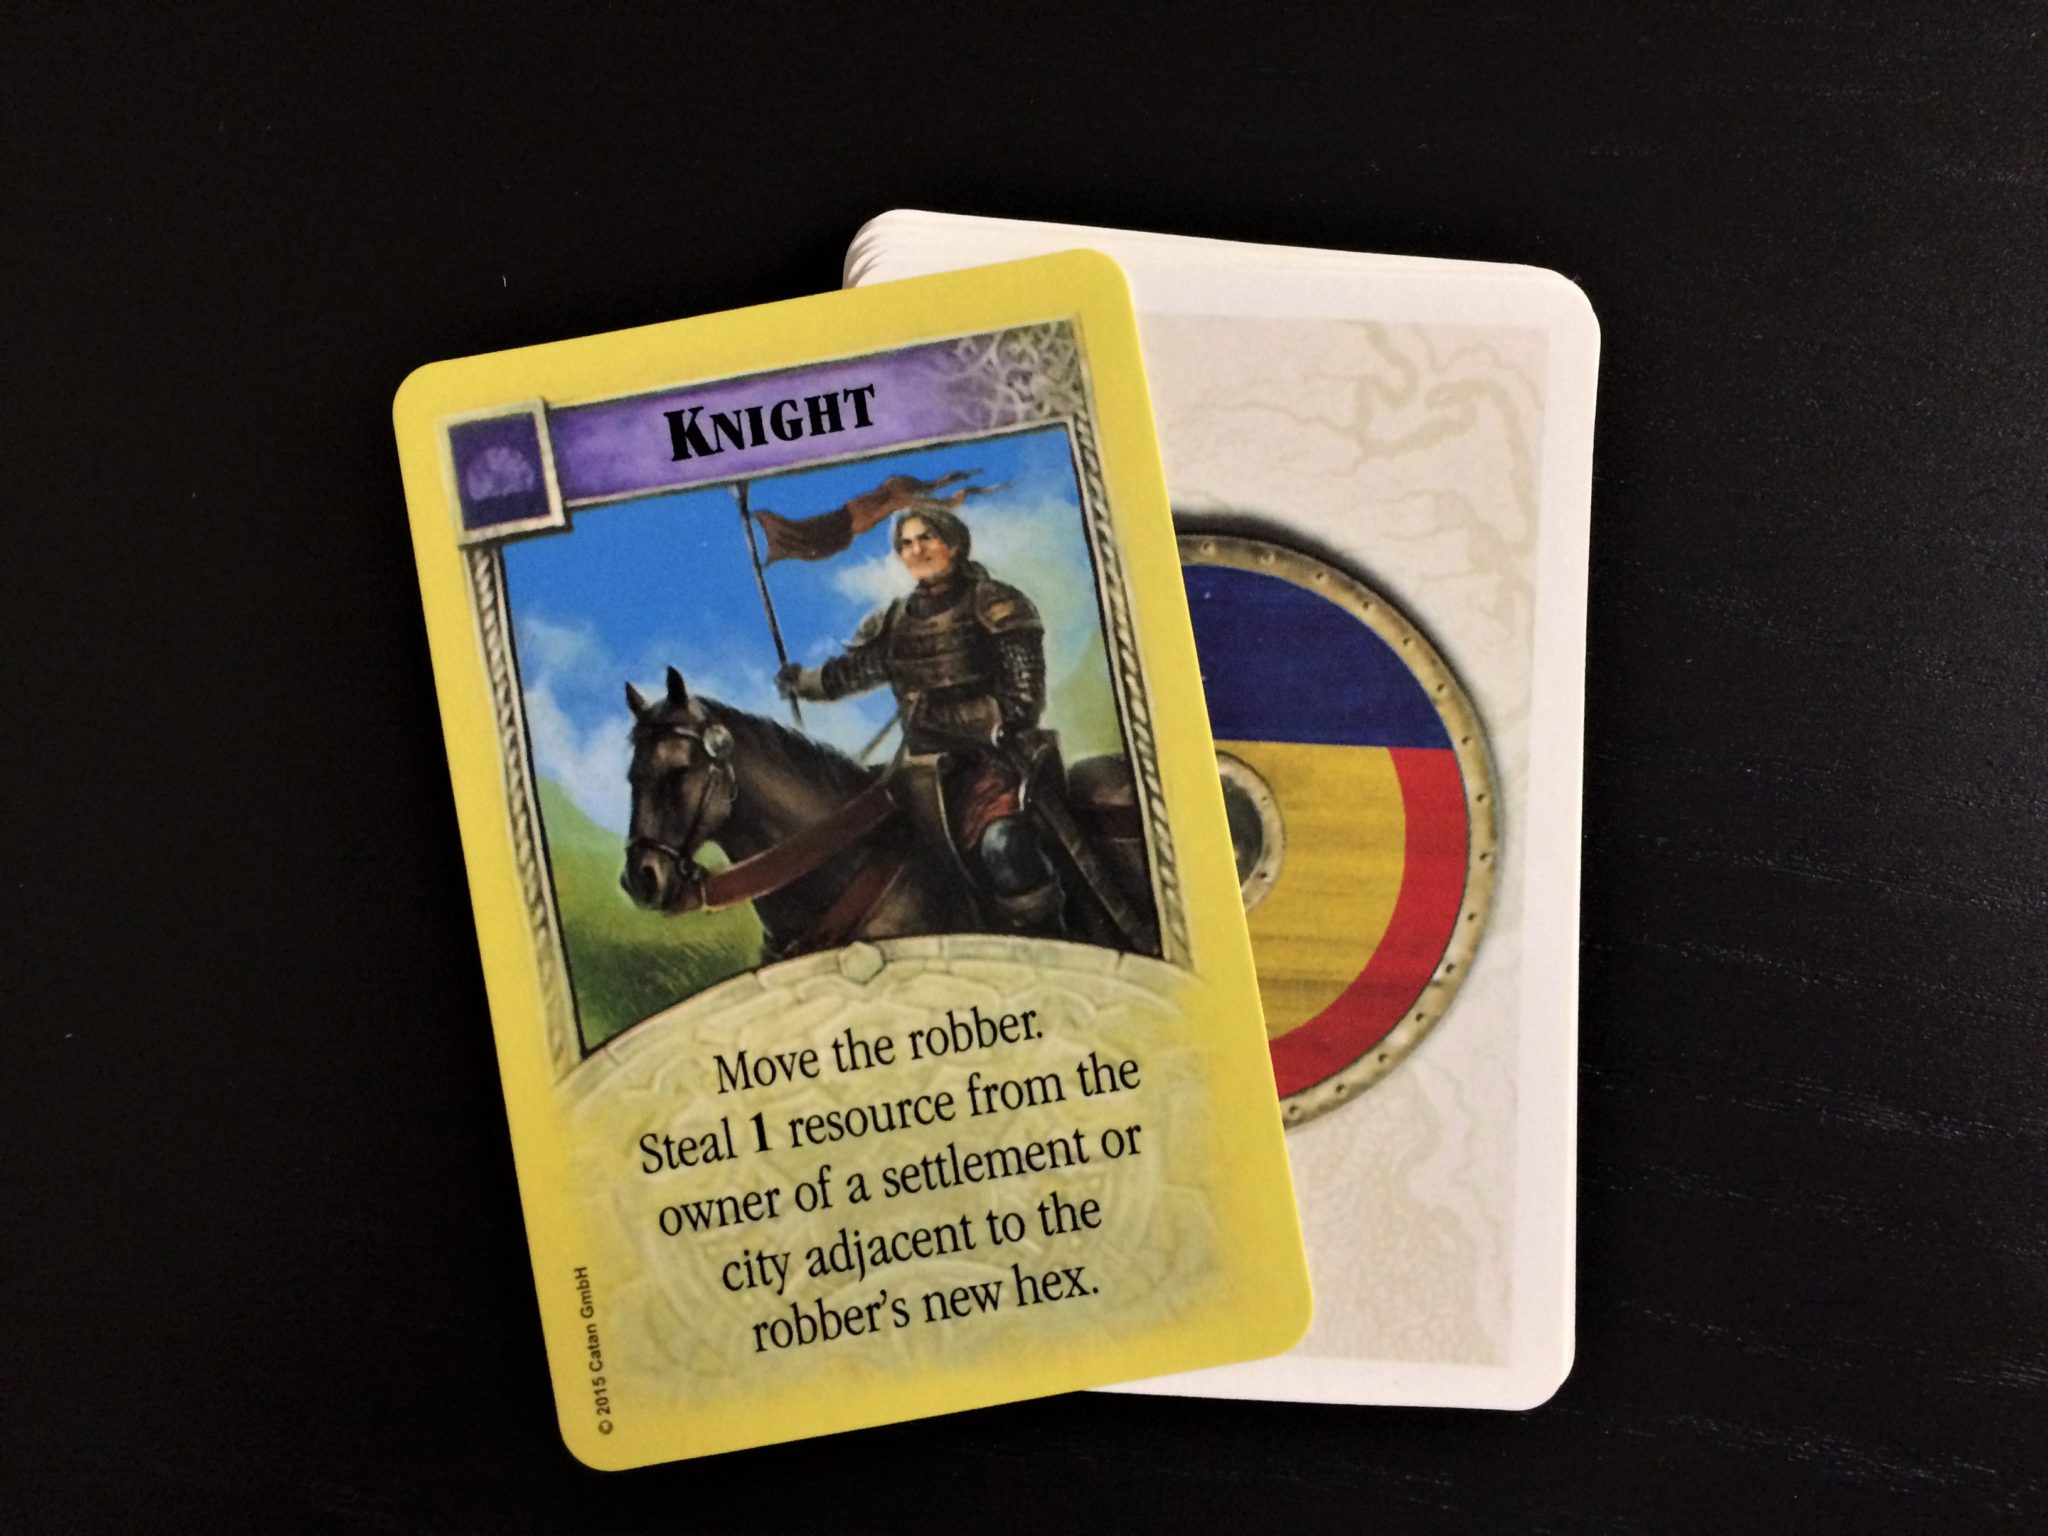 KNIGHT
Move the robber.
Steal 1 resource from the
owner of a settlement or
city adjacent to the
robber's new hex.
© 2015 Catan GmbH